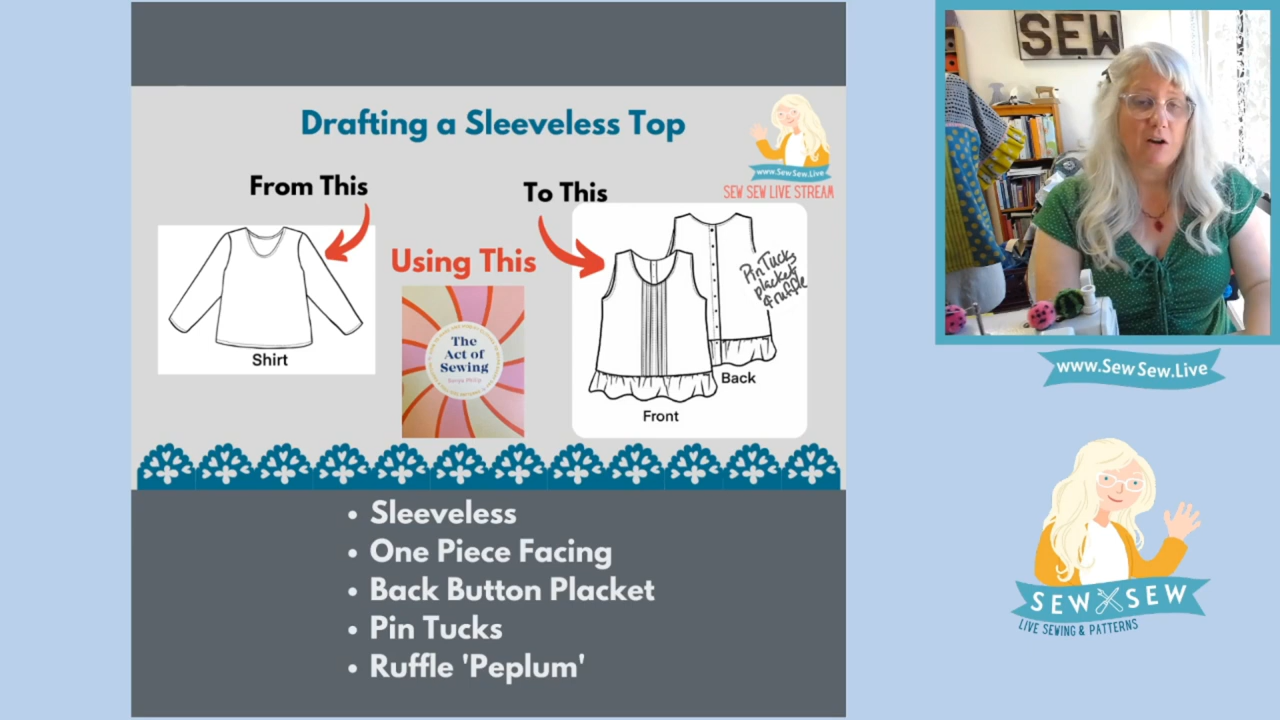 Drafting a Sleeveless Top
From This
To This
www.SewSew.Live
SEW SEW LIVE STREAM
Using This
Pin Tucks
placket
& ruffle
Shirt
The
Act of
Sewing
Sonya Philip
Back
Front
• Sleeveless
• One Piece Facing
• Back Button Placket
• Pin Tucks
• Ruffle 'Peplum'
SEW
www.SewSew.Live
SEW SEW
LIVE SEWING & PATTERNS